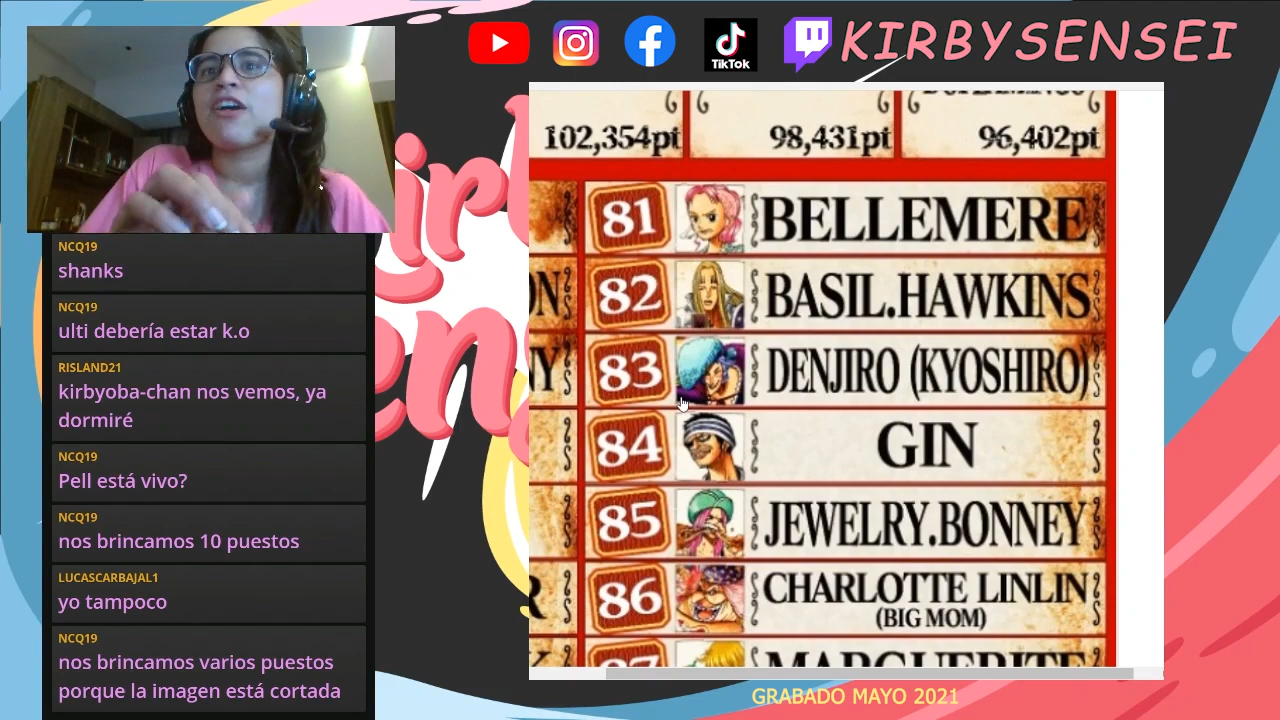 TikTok
KIRBYSENSEI
102,354pt
98,431pt
96,402pt
81 BELLEMERE
82 BASIL.HAWKINS
83 DENJIRO (KYOSHIRO)
84 GIN
85 JEWELRY.BONNEY
86 CHARLOTTE LINLIN
(BIG MOM)
NCQ19
shanks
NCQ19
ulti debería estar k.o
RISLAND21
kirbyoba-chan nos vemos, ya
dormiré
NCQ19
Pell está vivo?
NCQ19
nos brincamos 10 puestos
LUCASCARBAJAL1
yo tampoco
NCQ19
nos brincamos varios puestos
porque la imagen está cortada
GRABADO MAYO 2021